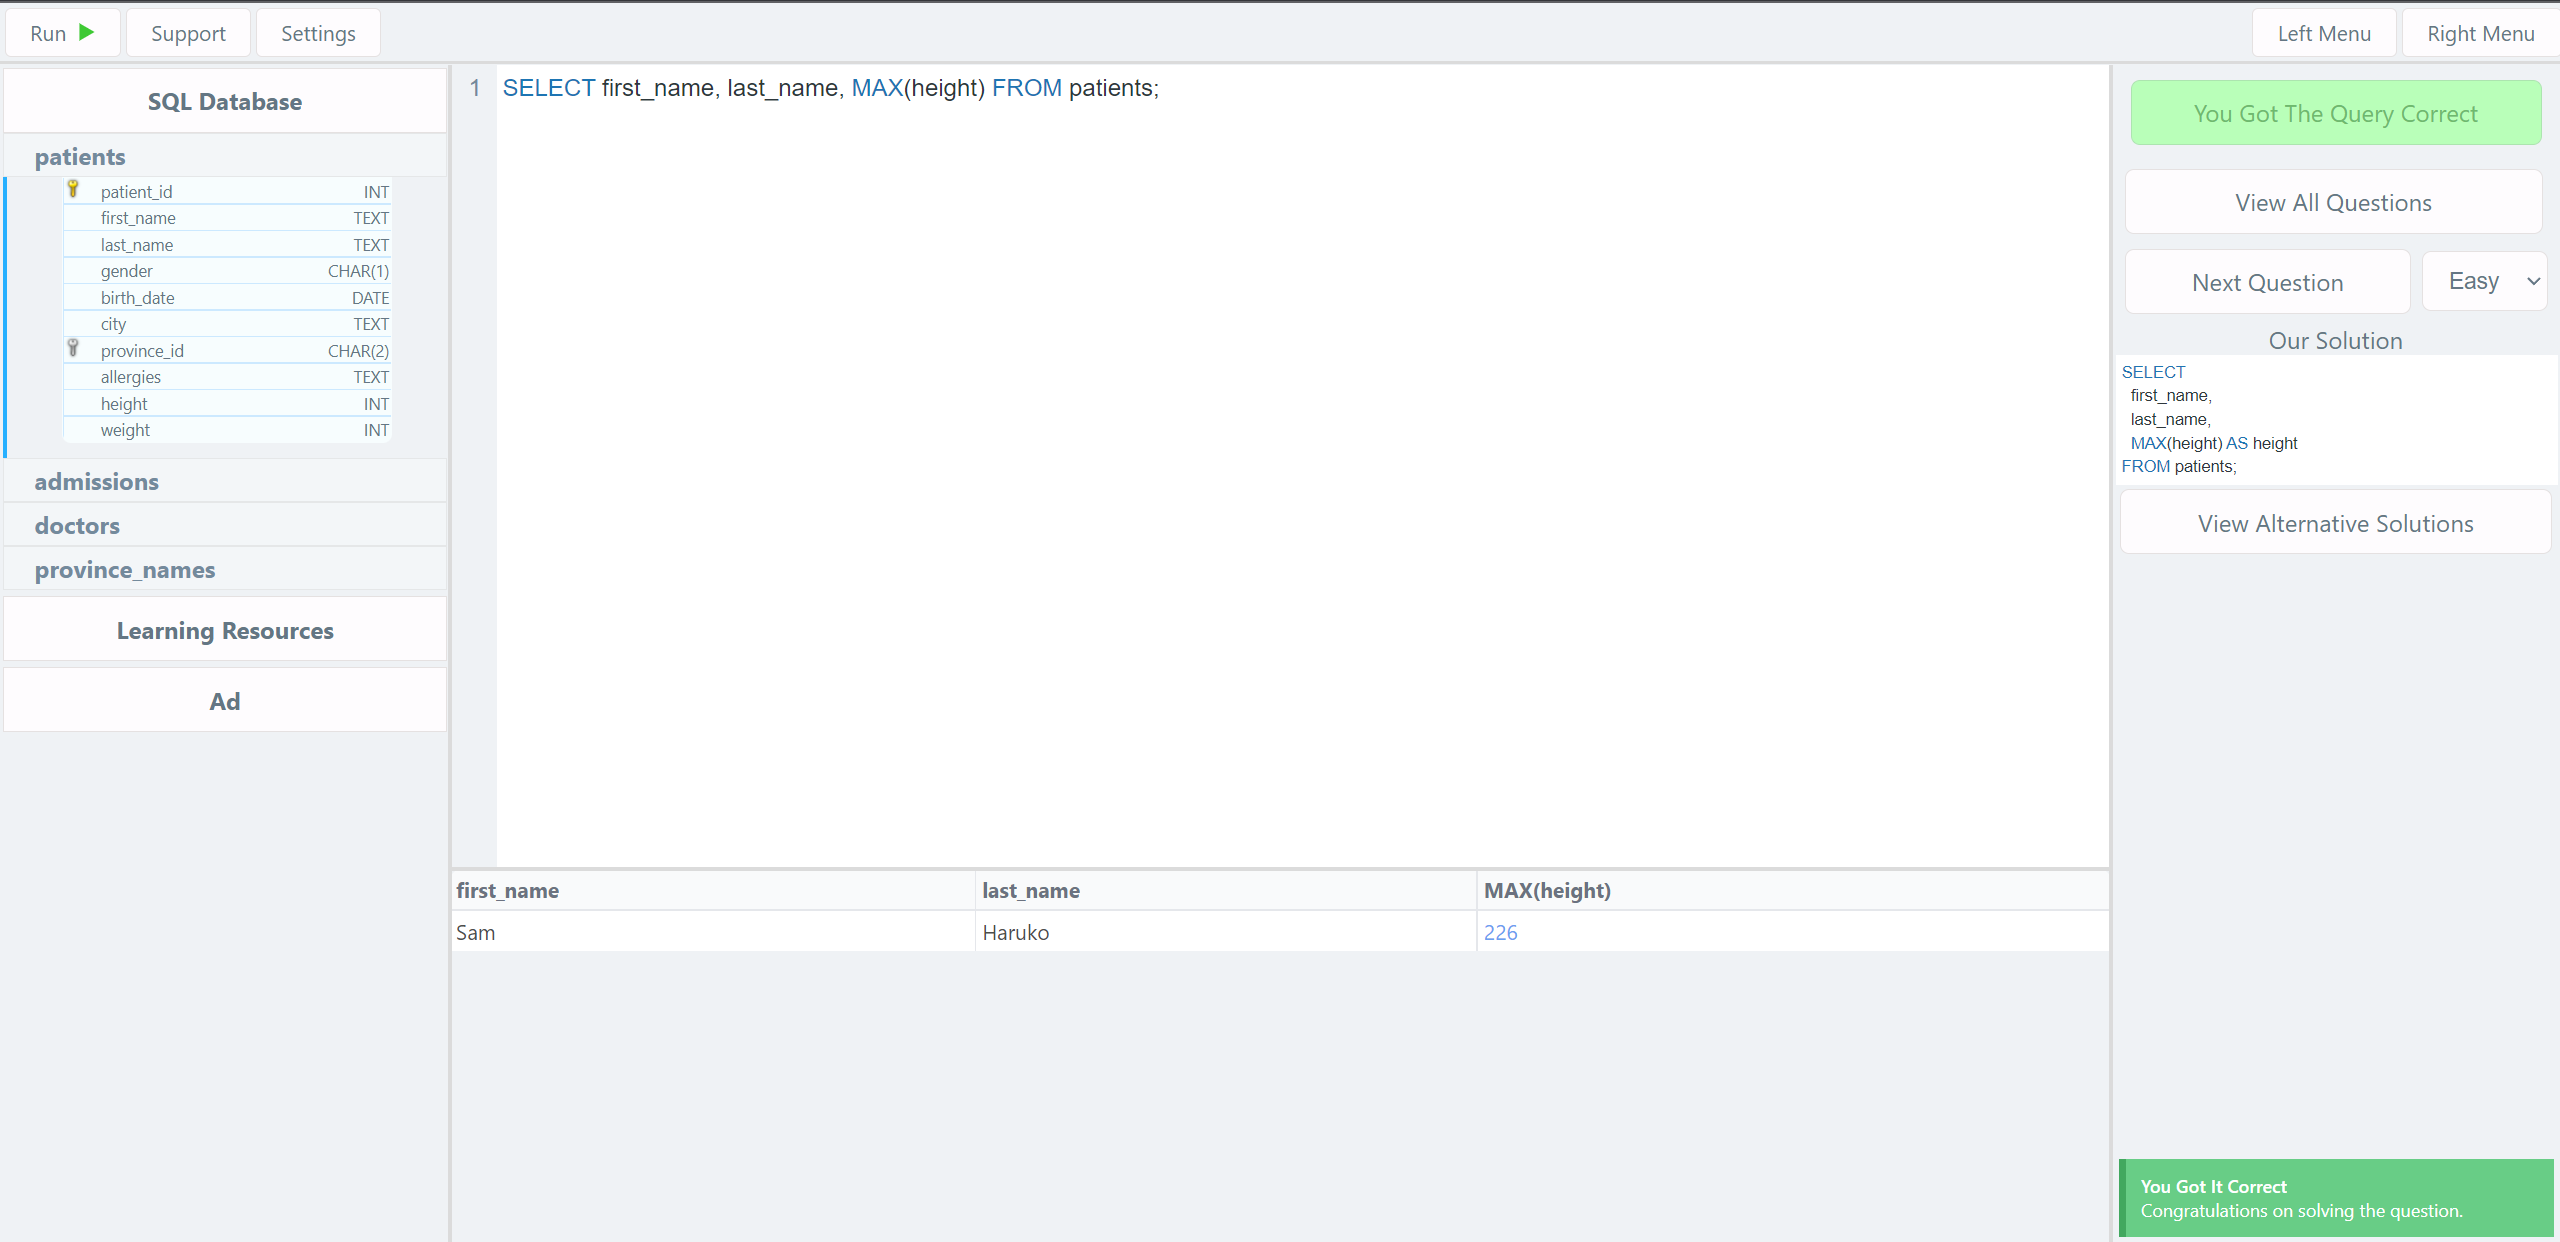 Run Support Settings Left Menu Right Menu
SQL Database
patients
patient_id INT
first_name TEXT
last_name TEXT
gender CHAR(1)
birth_date DATE
city TEXT
province_id CHAR(2)
allergies TEXT
height INT
weight INT
admissions
doctors
province_names
Learning Resources
Ad
1 SELECT first_name, last_name, MAX(height) FROM patients;
first_name last_name MAX(height)
Sam Haruko 226
You Got The Query Correct
View All Questions
Next Question Easy
Our Solution
SELECT
first_name,
last_name,
MAX(height) AS height
FROM patients;
View Alternative Solutions
You Got It Correct
Congratulations on solving the question.